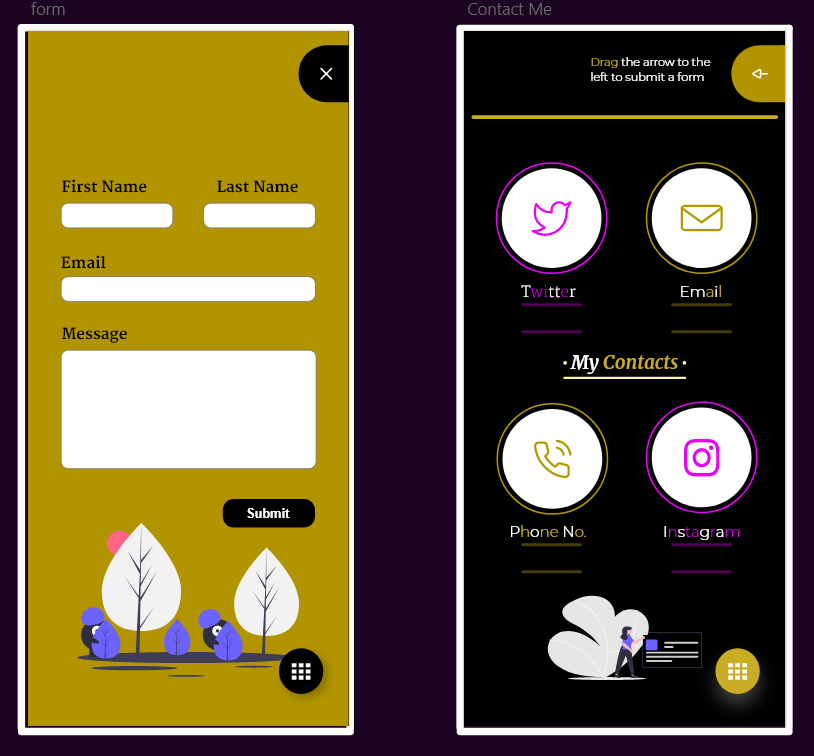 form
First Name
Last Name
Email
Message
Submit
Contact Me
Drag the arrow to the
left to submit a form
Twitter
Email
· My Contacts ·
Phone No.
Instagram